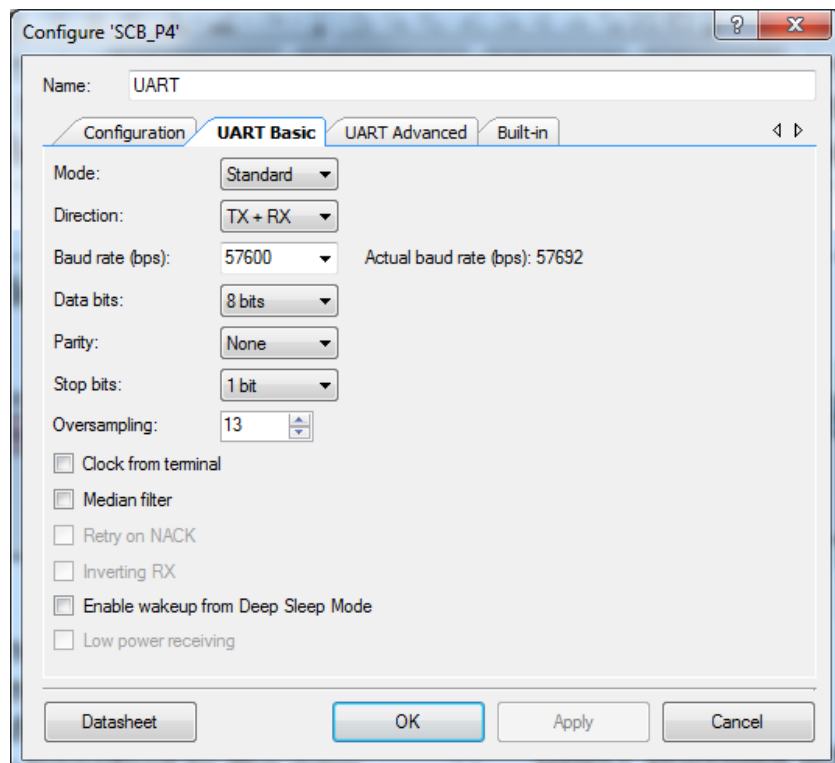 Configure 'SCB_P4'
Name: UART
Configuration UART Basic UART Advanced Built-in
Mode: Standard
Direction: TX + RX
Baud rate (bps): 57600 Actual baud rate (bps): 57692
Data bits: 8 bits
Parity: None
Stop bits: 1 bit
Oversampling: 13
Clock from terminal
Median filter
Retry on NACK
Inverting RX
Enable wakeup from Deep Sleep Mode
Low power receiving
Datasheet OK Apply Cancel